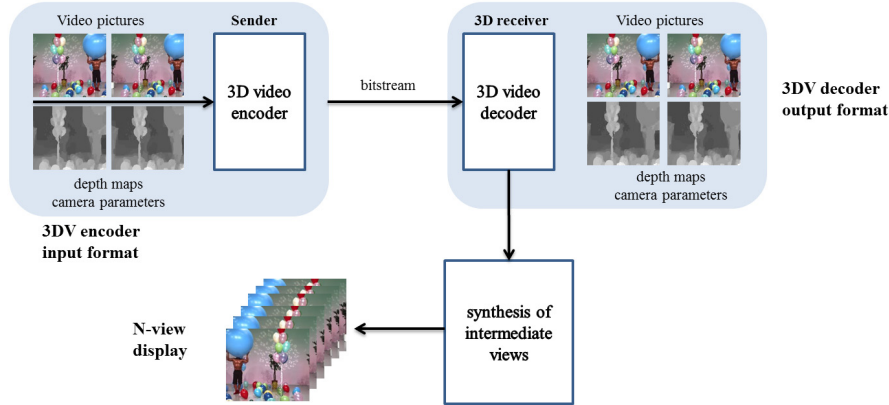 Video pictures
Sender
3D video
encoder
depth maps
camera parameters
3DV encoder
input format
bitstream
3D receiver
3D video
decoder
Video pictures
depth maps
camera parameters
3DV decoder
output format
synthesis of
intermediate
views
N-view
display